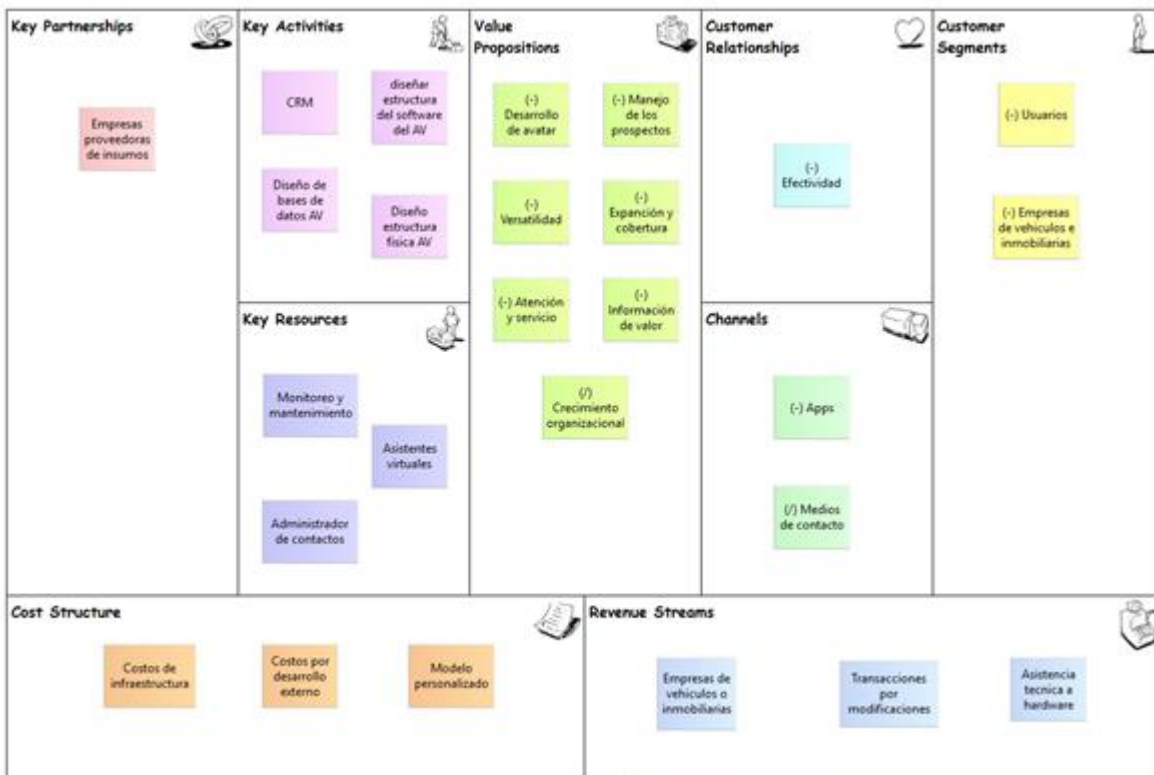 Key Partnerships
Empresas
proveedoras
de insumos
Key Activities
CRM
diseñar
estructura
del software
del AV
Diseño de
bases de
datos AV
Diseño
estructura
física AV
Key Resources
Monitoreo y
mantenimiento
Asistentes
virtuales
Administrador
de contactos
Value
Propositions
(-)
Desarrollo
de avatar
(-) Manejo
de los
prospectos
(-)
Versatilidad
(-)
Expanción y
cobertura
(-) Atención
y servicio
(-)
Información
de valor
(/)
Crecimiento
organizacional
Customer
Relationships
(-)
Efectividad
Channels
(-) Apps
(/) Medios
de contacto
Customer
Segments
(-) Usuarios
(-) Empresas
de vehiculos e
inmobiliarias
Cost Structure
Costos de
infraestructura
Costos por
desarrollo
externo
Modelo
personalizado
Revenue Streams
Empresas de
vehiculos o
inmobiliarias
Transacciones
por
modificaciones
Asistencia
tecnica a
hardware